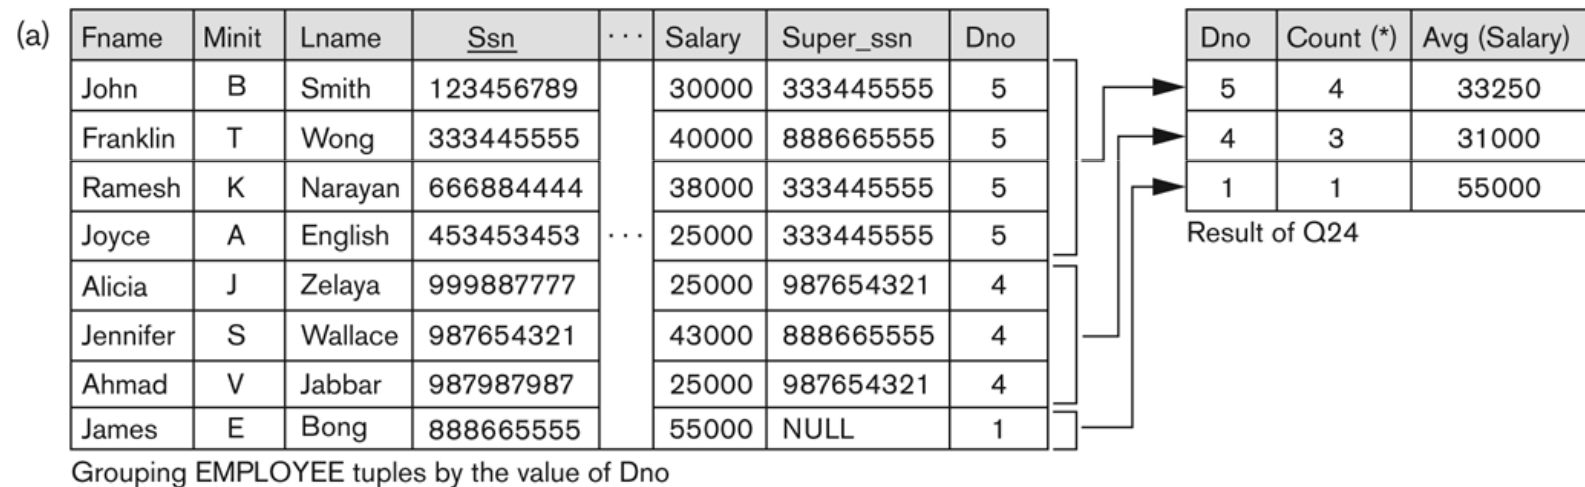 (a) Fname Minit Lname Ssn · · · Salary Super_ssn Dno Dno Count (*) Avg (Salary)
John B Smith 123456789 30000 333445555 5 5 4 33250
Franklin T Wong 333445555 40000 888665555 5 4 3 31000
Ramesh K Narayan 666884444 38000 333445555 5 1 1 55000
Joyce A English 453453453 · · · 25000 333445555 5 Result of Q24
Alicia J Zelaya 999887777 25000 987654321 4
Jennifer S Wallace 987654321 43000 888665555 4
Ahmad V Jabbar 987987987 25000 987654321 4
James E Bong 888665555 55000 NULL 1
Grouping EMPLOYEE tuples by the value of Dno